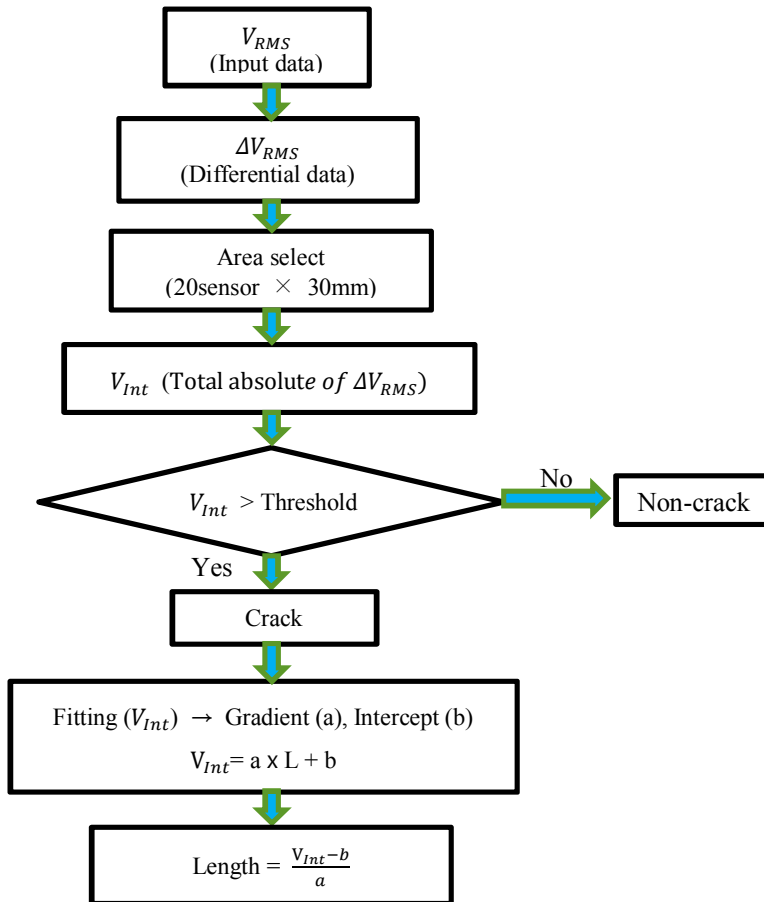 V_RMS
(Input data)
ΔV_RMS
(Differential data)
Area select
(20sensor × 30mm)
V_Int (Total absolute of ΔV_RMS)
V_Int > Threshold
No
Non-crack
Yes
Crack
Fitting (V_Int) → Gradient (a), Intercept (b)
V_Int= a x L + b
Length = (V_Int−b)/a